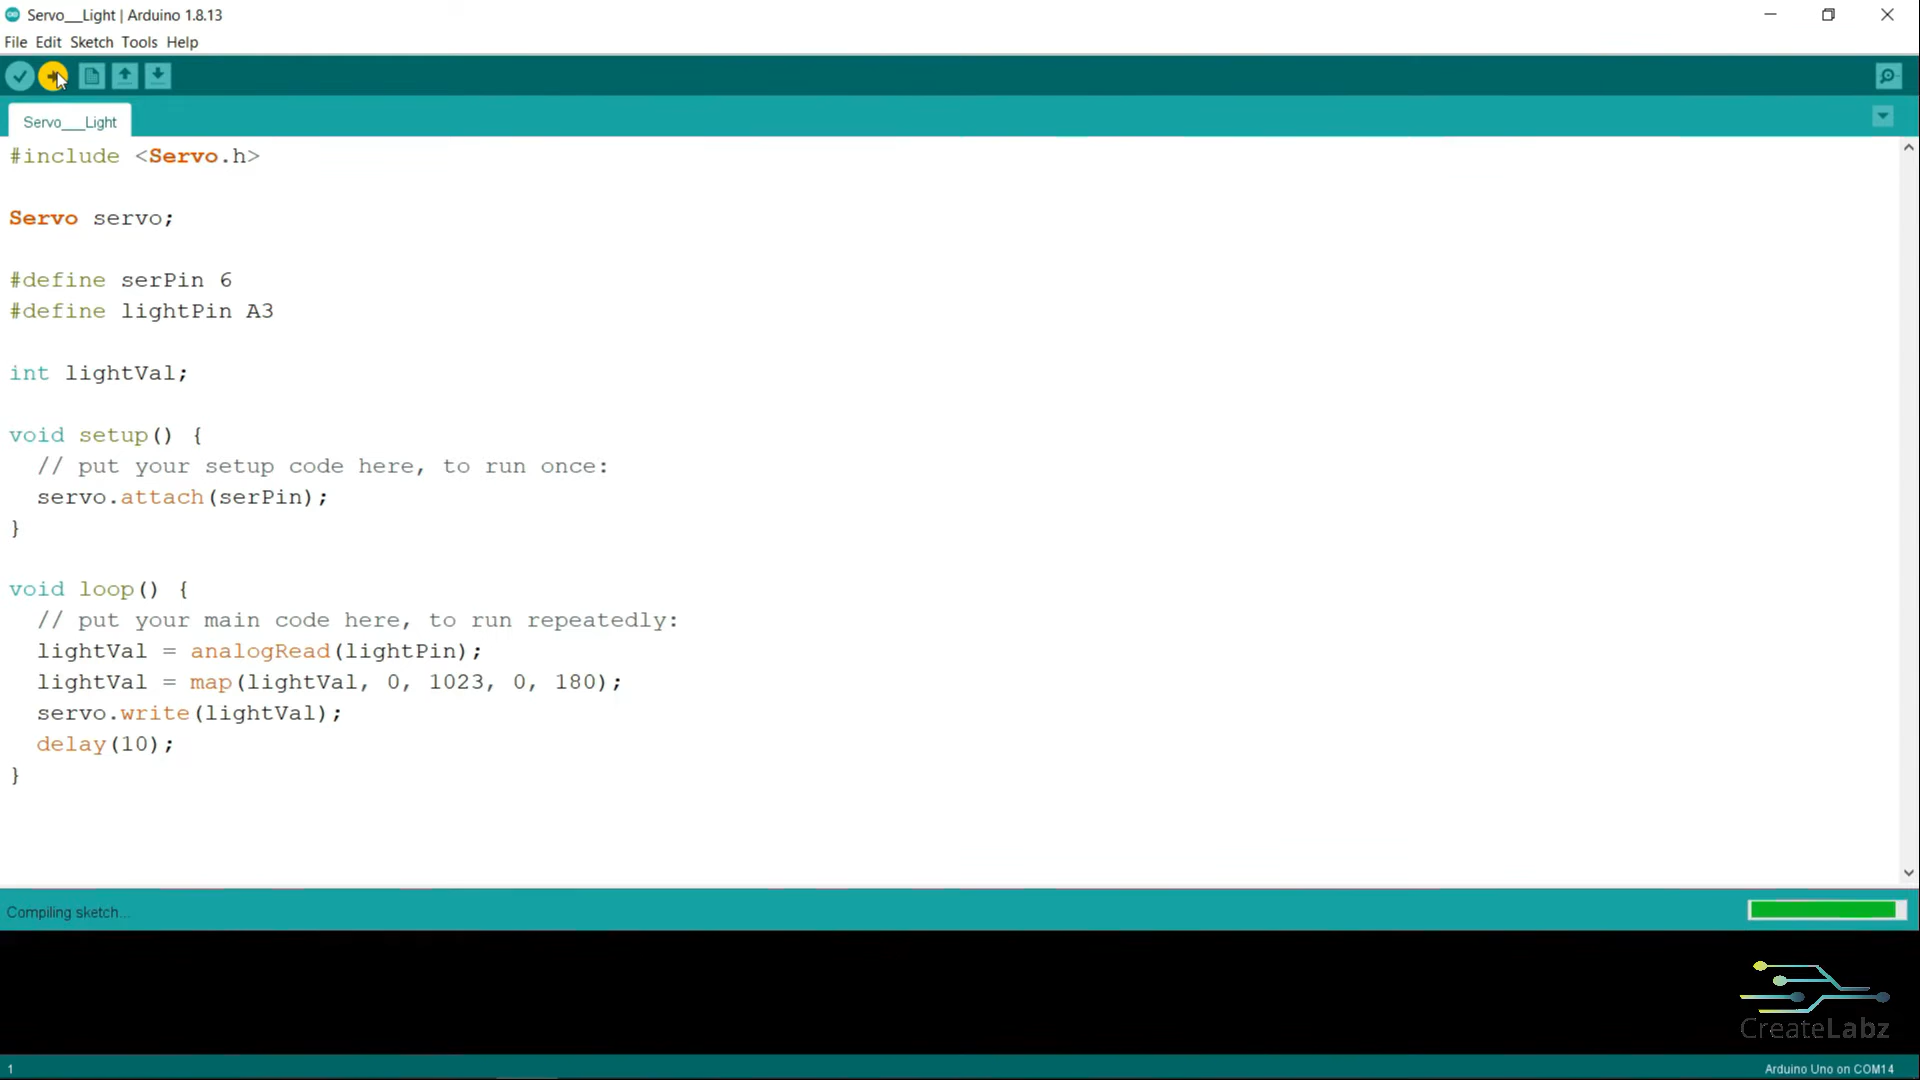 Servo___Light | Arduino 1.8.13
File Edit Sketch Tools Help
Servo___Light
#include <Servo.h>
Servo servo;
#define serPin 6
#define lightPin A3
int lightVal;
void setup() {
  // put your setup code here, to run once:
  servo.attach(serPin);
}
void loop() {
  // put your main code here, to run repeatedly:
  lightVal = analogRead(lightPin);
  lightVal = map(lightVal, 0, 1023, 0, 180);
  servo.write(lightVal);
  delay(10);
}
Compiling sketch...
CreateLabz
1
Arduino Uno on COM14